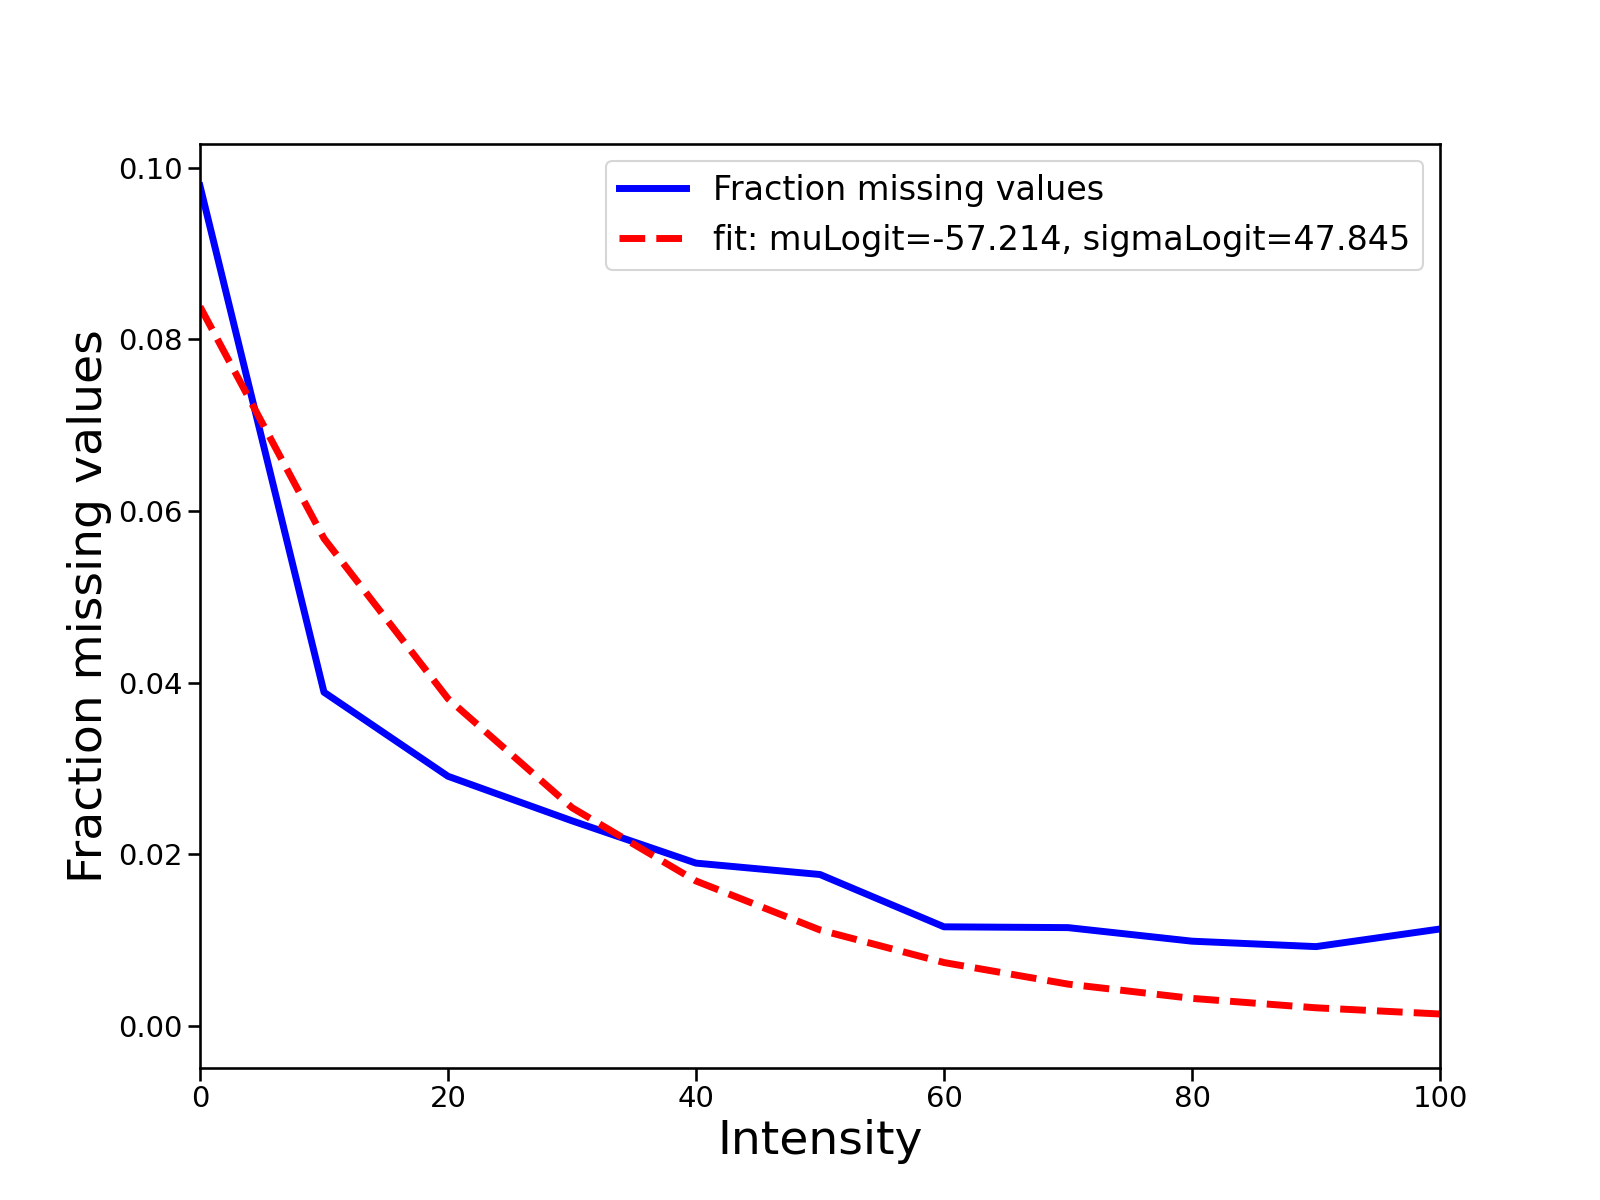 Fraction missing values
fit: muLogit=-57.214, sigmaLogit=47.845
Fraction missing values
0.10
0.08
0.06
0.04
0.02
0.00
0 20 40 60 80 100
Intensity